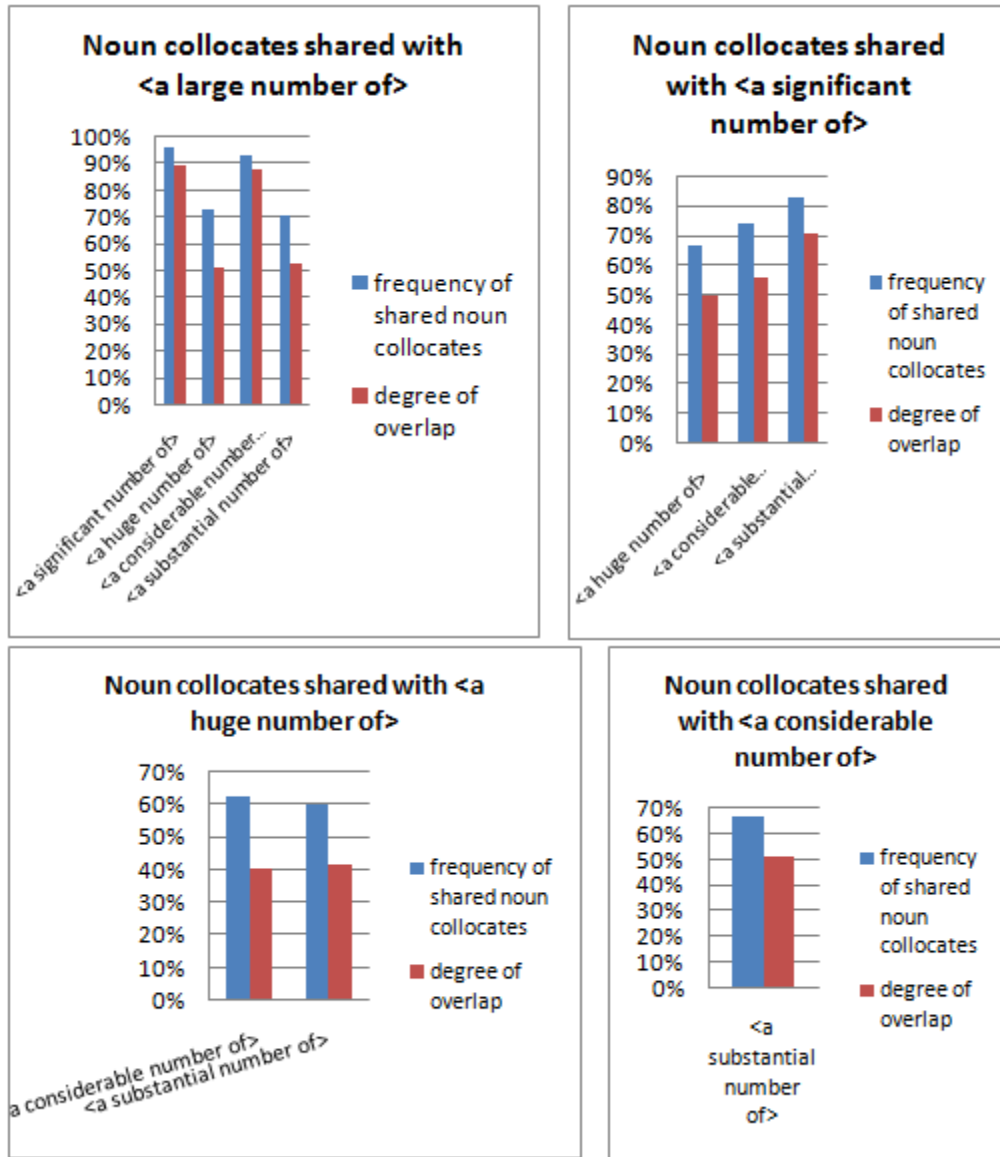 Noun collocates shared with
<a large number of>
100%
90%
80%
70%
60%
50%
40%
30%
20%
10%
0%
<a significant number of>
<a huge number of>
<a considerable number...
<a substantial number of>
frequency of
shared noun
collocates
degree of
overlap
Noun collocates shared
with <a significant
number of>
90%
80%
70%
60%
50%
40%
30%
20%
10%
0%
<a huge number of>
<a considerable...
<a substantial...
frequency
of shared
noun
collocates
degree of
overlap
Noun collocates shared with <a
huge number of>
70%
60%
50%
40%
30%
20%
10%
0%
a considerable number of>
<a substantial number of>
frequency of
shared noun
collocates
degree of
overlap
Noun collocates shared
with <a considerable
number of>
70%
60%
50%
40%
30%
20%
10%
0%
<a
substantial
number
of>
frequency
of shared
noun
collocates
degree of
overlap